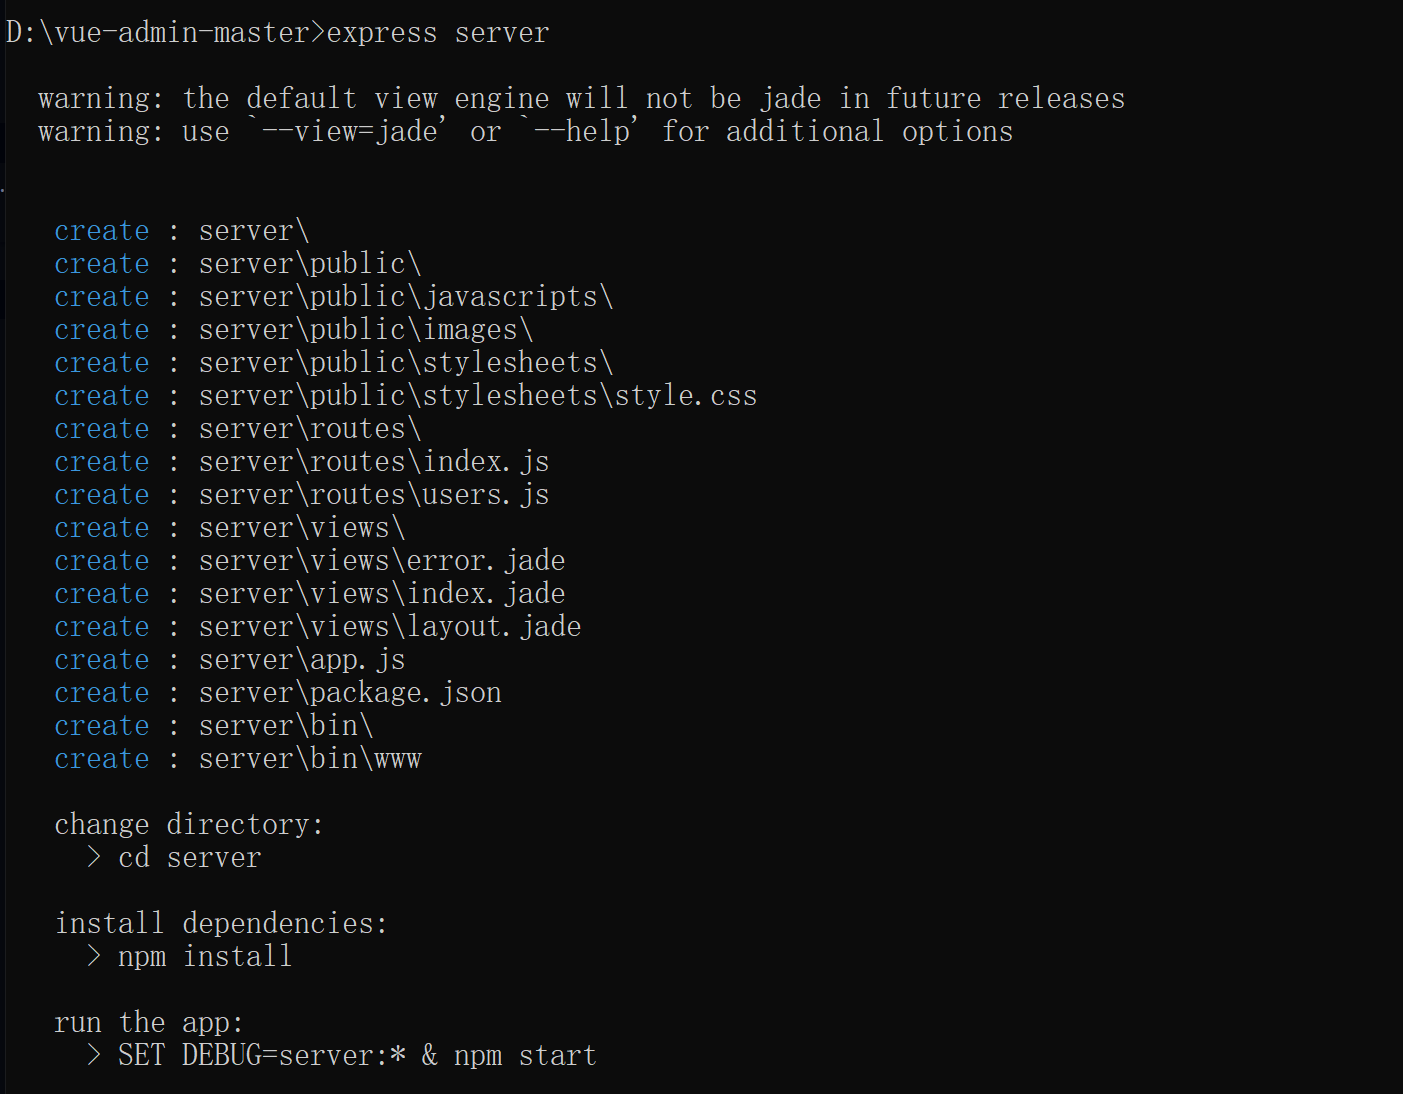 D:\vue-admin-master>express server
warning: the default view engine will not be jade in future releases
warning: use `--view=jade' or `--help' for additional options
create : server\
create : server\public\
create : server\public\javascripts\
create : server\public\images\
create : server\public\stylesheets\
create : server\public\stylesheets\style.css
create : server\routes\
create : server\routes\index.js
create : server\routes\users.js
create : server\views\
create : server\views\error.jade
create : server\views\index.jade
create : server\views\layout.jade
create : server\app.js
create : server\package.json
create : server\bin\
create : server\bin\www
change directory:
> cd server
install dependencies:
> npm install
run the app:
> SET DEBUG=server:* & npm start